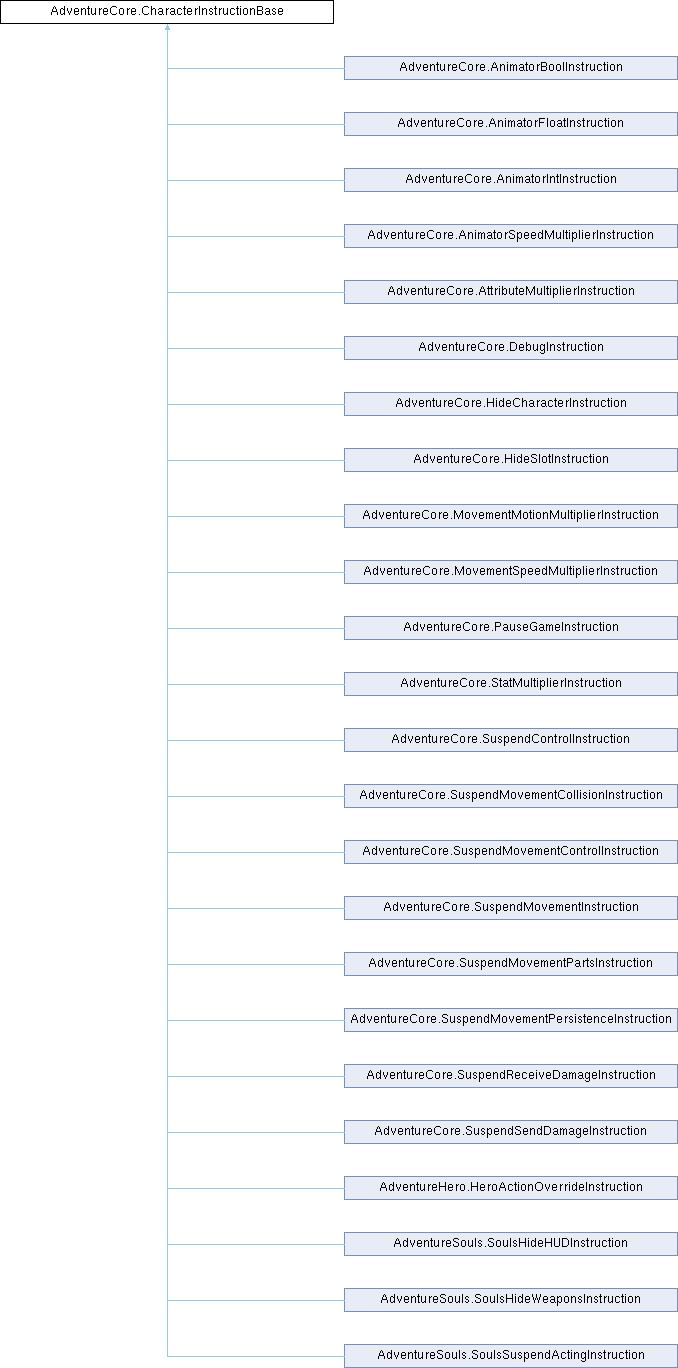 AdventureCore.CharacterInstructionBase
AdventureCore.AnimatorBoolInstruction
AdventureCore.AnimatorFloatInstruction
AdventureCore.AnimatorIntInstruction
AdventureCore.AnimatorSpeedMultiplierInstruction
AdventureCore.AttributeMultiplierInstruction
AdventureCore.DebugInstruction
AdventureCore.HideCharacterInstruction
AdventureCore.HideSlotInstruction
AdventureCore.MovementMotionMultiplierInstruction
AdventureCore.MovementSpeedMultiplierInstruction
AdventureCore.PauseGameInstruction
AdventureCore.StatMultiplierInstruction
AdventureCore.SuspendControlInstruction
AdventureCore.SuspendMovementCollisionInstruction
AdventureCore.SuspendMovementControlInstruction
AdventureCore.SuspendMovementInstruction
AdventureCore.SuspendMovementPartsInstruction
AdventureCore.SuspendMovementPersistenceInstruction
AdventureCore.SuspendReceiveDamageInstruction
AdventureCore.SuspendSendDamageInstruction
AdventureHero.HeroActionOverrideInstruction
AdventureSouls.SoulsHideHUDInstruction
AdventureSouls.SoulsHideWeaponsInstruction
AdventureSouls.SoulsSuspendActingInstruction